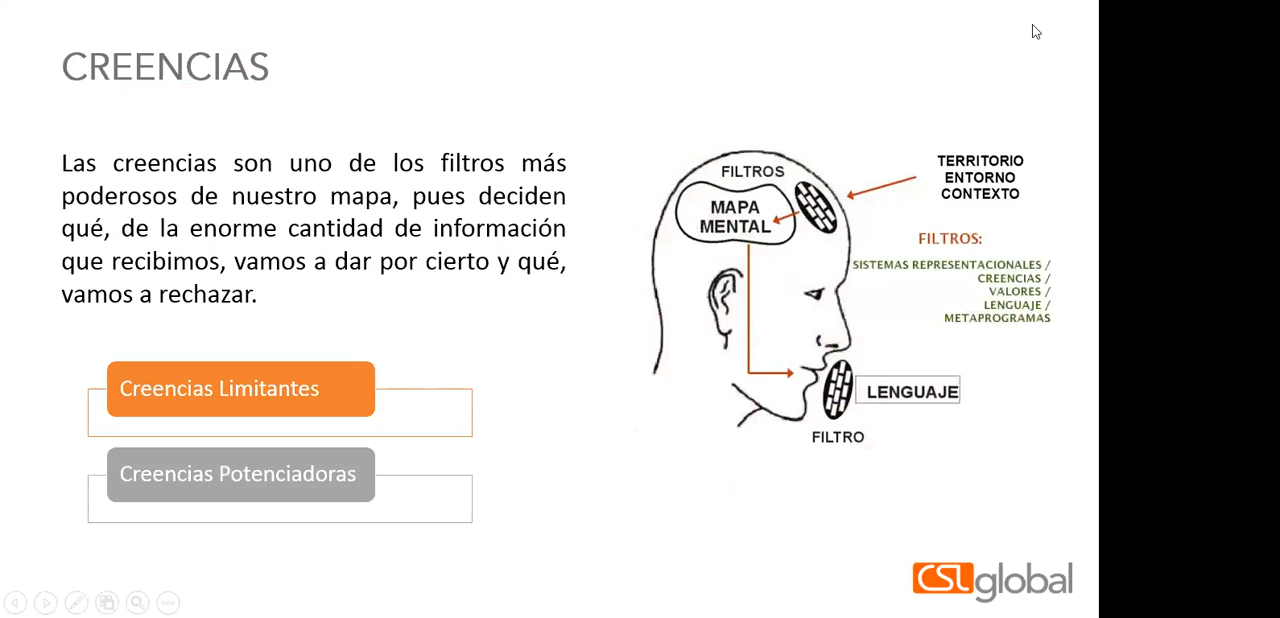 CREENCIAS
Las creencias son uno de los filtros más
poderosos de nuestro mapa, pues deciden
qué, de la enorme cantidad de información
que recibimos, vamos a dar por cierto y qué,
vamos a rechazar.
Creencias Limitantes
Creencias Potenciadoras
FILTROS
MAPA
MENTAL
TERRITORIO
ENTORNO
CONTEXTO
FILTROS:
SISTEMAS REPRESENTACIONALES /
CREENCIAS /
VALORES /
LENGUAJE /
METAPROGRAMAS
LENGUAJE
FILTRO
CSL global